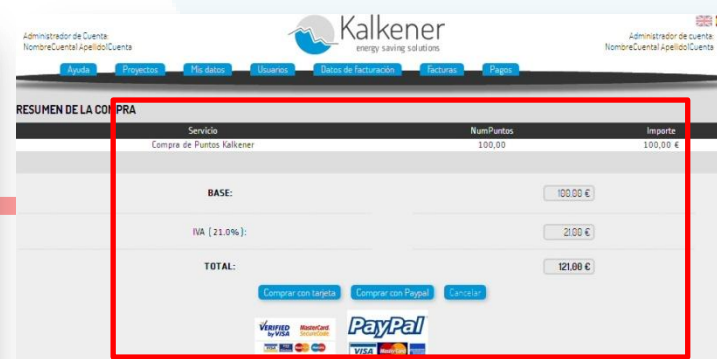 Kalkener
energy saving solutions
Administrador de Cuenta:
NombreCuenta1 Apellido1Cuenta
Administrador de cuenta:
NombreCuenta1 Apellido1Cuenta
Ayuda Proyectos Mis datos Usuarios Datos de facturación Facturas Pagos
RESUMEN DE LA COMPRA
Servicio NumPuntos Importe
Compra de Puntos Kalkener 100,00 100,00 €
BASE: 100.00 €
IVA (21.0%): 21.00 €
TOTAL: 121.00 €
Comprar con tarjeta Comprar con Paypal Cancelar
VERIFIED by VISA MasterCard SecureCode PayPal
VISA MasterCard